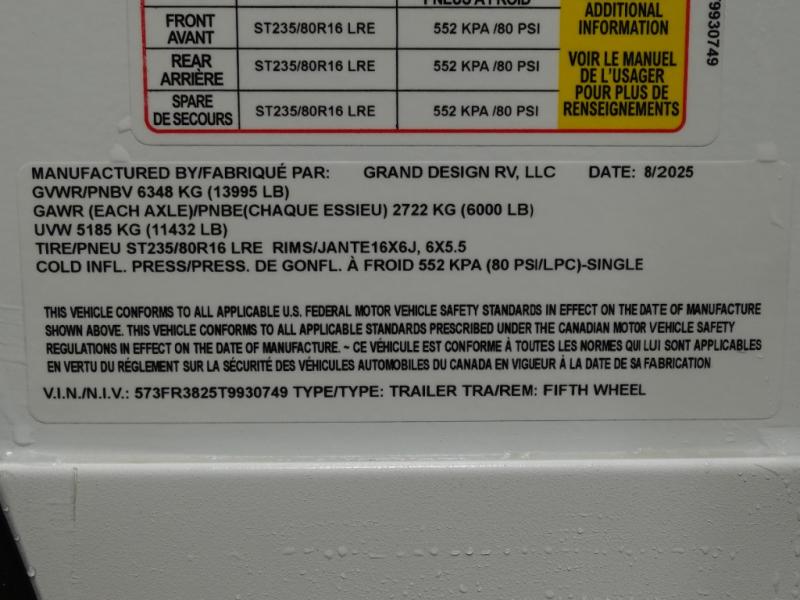 PNEUS À FROID
ADDITIONAL
INFORMATION
FRONT
AVANT
ST235/80R16 LRE
552 KPA /80 PSI
REAR
ARRIÈRE
ST235/80R16 LRE
552 KPA /80 PSI
SPARE
DE SECOURS
ST235/80R16 LRE
552 KPA /80 PSI
VOIR LE MANUEL
DE L'USAGER
POUR PLUS DE
RENSEIGNEMENTS
9930749
MANUFACTURED BY/FABRIQUÉ PAR: GRAND DESIGN RV, LLC DATE: 8/2025
GVWR/PNBV 6348 KG (13995 LB)
GAWR (EACH AXLE)/PNBE(CHAQUE ESSIEU) 2722 KG (6000 LB)
UVW 5185 KG (11432 LB)
TIRE/PNEU ST235/80R16 LRE RIMS/JANTE16X6J, 6X5.5
COLD INFL. PRESS/PRESS. DE GONFL. À FROID 552 KPA (80 PSI/LPC)-SINGLE
THIS VEHICLE CONFORMS TO ALL APPLICABLE U.S. FEDERAL MOTOR VEHICLE SAFETY STANDARDS IN EFFECT ON THE DATE OF MANUFACTURE
SHOWN ABOVE. THIS VEHICLE CONFORMS TO ALL APPLICABLE STANDARDS PRESCRIBED UNDER THE CANADIAN MOTOR VEHICLE SAFETY
REGULATIONS IN EFFECT ON THE DATE OF MANUFACTURE. ~ CE VÉHICULE EST CONFORME À TOUTES LES NORMES QUI LUI SONT APPLICABLES
EN VERTU DU RÉGLEMENT SUR LA SÉCURITÉ DES VÉHICULES AUTOMOBILES DU CANADA EN VIGUEUR À LA DATE DE SA FABRICATION
V.I.N./N.I.V.: 573FR3825T9930749 TYPE/TYPE: TRAILER TRA/REM: FIFTH WHEEL